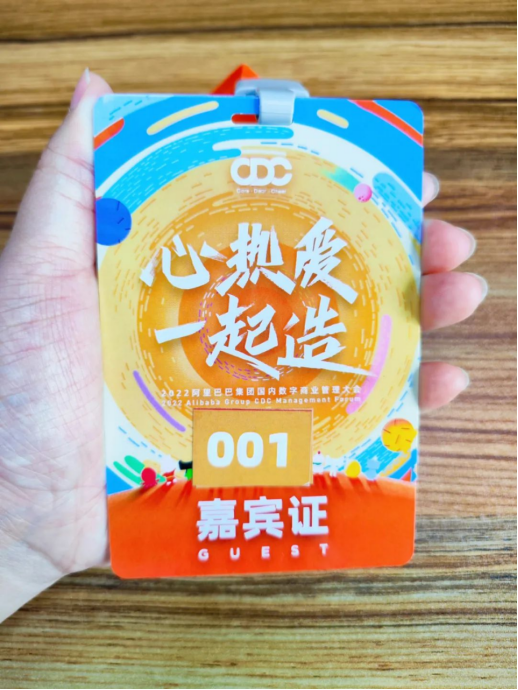 CDC
心热爱
一起造
2022阿里巴巴集团国内数字商业管理大会
2022 Alibaba Group CDC Management Forum
001
嘉宾证
GUEST